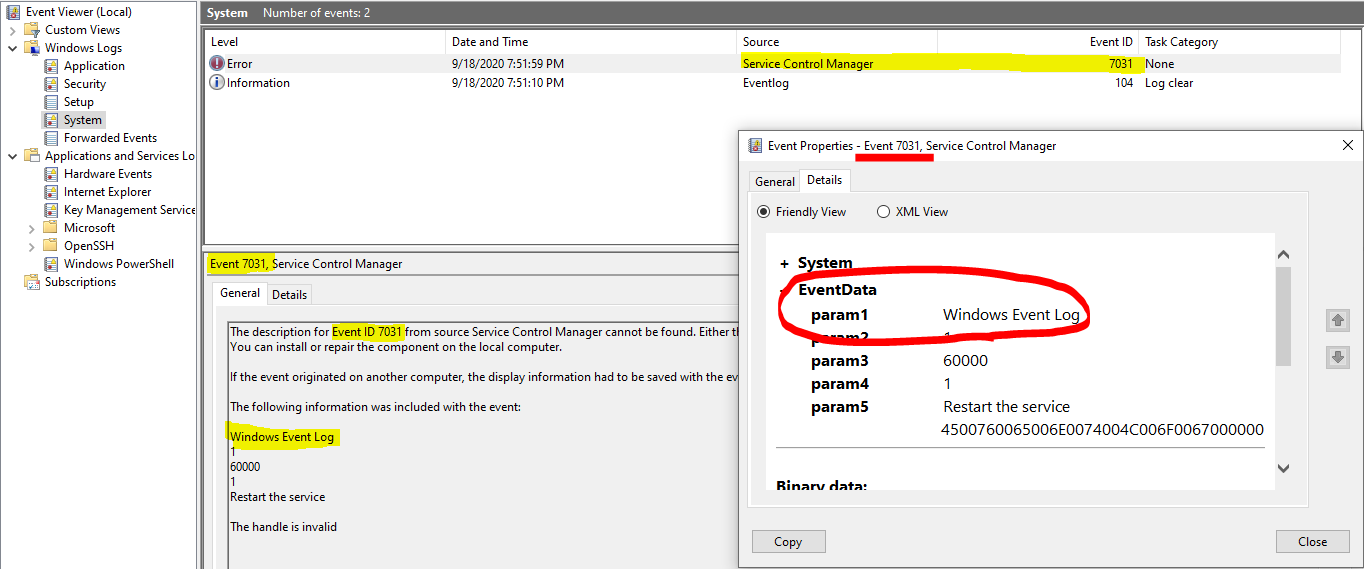 Event Viewer (Local)
Custom Views
Windows Logs
Application
Security
Setup
System
Forwarded Events
Applications and Services Lo
Hardware Events
Internet Explorer
Key Management Service
Microsoft
OpenSSH
Windows PowerShell
Subscriptions
System Number of events: 2
Level Date and Time Source Event ID Task Category
Error 9/18/2020 7:51:59 PM Service Control Manager 7031 None
Information 9/18/2020 7:51:10 PM Eventlog 104 Log clear
Event 7031, Service Control Manager
General Details
The description for Event ID 7031 from source Service Control Manager cannot be found. Either th
You can install or repair the component on the local computer.
If the event originated on another computer, the display information had to be saved with the eve
The following information was included with the event:
Windows Event Log
1
60000
1
Restart the service
The handle is invalid
Event Properties - Event 7031, Service Control Manager
General Details
Friendly View XML View
+ System
- EventData
param1 Windows Event Log
param2 1
param3 60000
param4 1
param5 Restart the service
4500760065006E0074004C006F0067000000
Binary data:
Copy Close